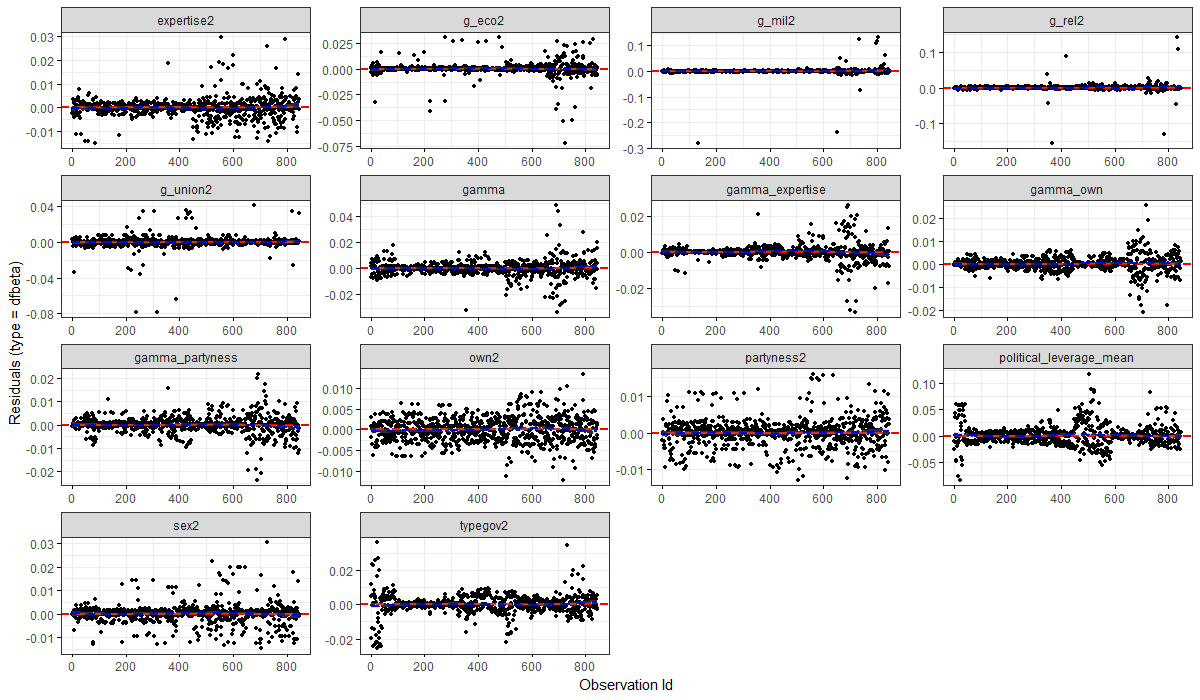 expertise2
g_eco2
g_mil2
g_rel2
0.03
0.02
0.01
0.00
-0.01
0.025
0.000
-0.025
-0.050
-0.075
0.1
0.0
-0.1
-0.2
-0.3
0.1
0.0
-0.1
0 200 400 600 800
0 200 400 600 800
0 200 400 600 800
0 200 400 600 800
g_union2
gamma
gamma_expertise
gamma_own
0.04
0.00
-0.04
-0.08
0.04
0.02
0.00
-0.02
0.02
0.00
-0.02
0.02
0.01
0.00
-0.01
-0.02
0 200 400 600 800
0 200 400 600 800
0 200 400 600 800
0 200 400 600 800
gamma_partyness
own2
partyness2
political_leverage_mean
0.02
0.01
0.00
-0.01
-0.02
0.010
0.005
0.000
-0.005
-0.010
0.01
0.00
-0.01
0.10
0.05
0.00
-0.05
0 200 400 600 800
0 200 400 600 800
0 200 400 600 800
0 200 400 600 800
sex2
typegov2
0.03
0.02
0.01
0.00
-0.01
0.02
0.00
-0.02
0 200 400 600 800
0 200 400 600 800
Residuals (type = dfbeta)
Observation Id